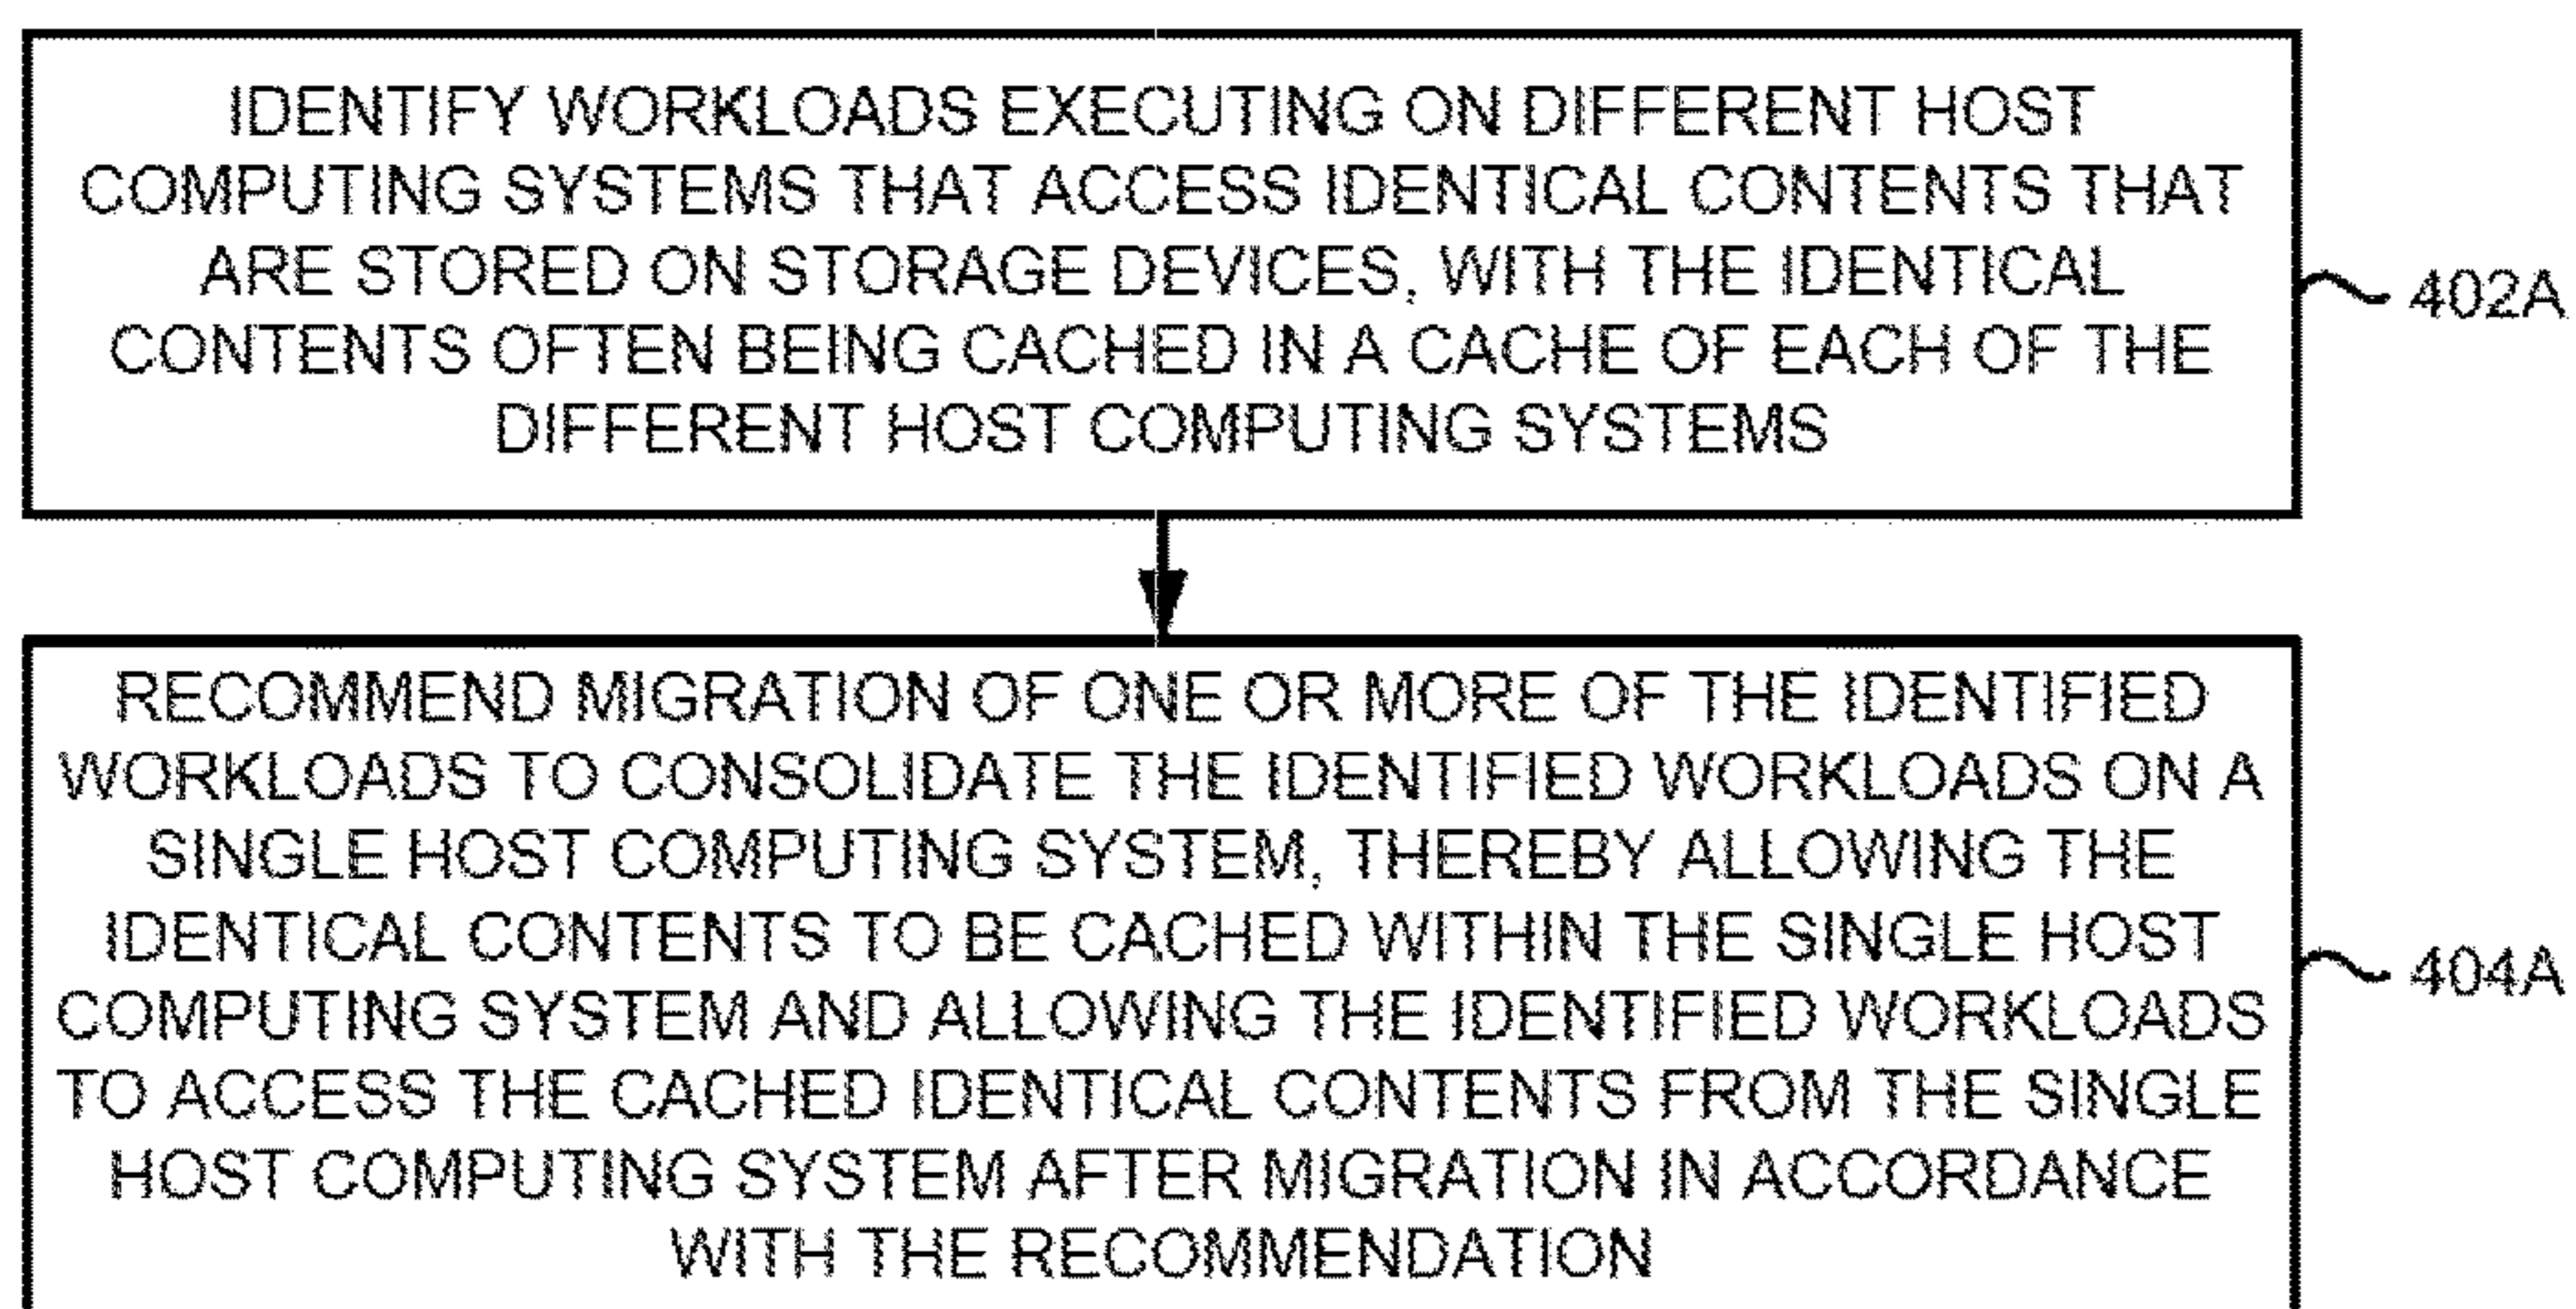 IDENTIFY WORKLOADS EXECUTING ON DIFFERENT HOST
COMPUTING SYSTEMS THAT ACCESS IDENTICAL CONTENTS THAT
ARE STORED ON STORAGE DEVICES, WITH THE IDENTICAL
CONTENTS OFTEN BEING CACHED IN A CACHE OF EACH OF THE
DIFFERENT HOST COMPUTING SYSTEMS
402A
RECOMMEND MIGRATION OF ONE OR MORE OF THE IDENTIFIED
WORKLOADS TO CONSOLIDATE THE IDENTIFIED WORKLOADS ON A
SINGLE HOST COMPUTING SYSTEM, THEREBY ALLOWING THE
IDENTICAL CONTENTS TO BE CACHED WITHIN THE SINGLE HOST
COMPUTING SYSTEM AND ALLOWING THE IDENTIFIED WORKLOADS
TO ACCESS THE CACHED IDENTICAL CONTENTS FROM THE SINGLE
HOST COMPUTING SYSTEM AFTER MIGRATION IN ACCORDANCE
WITH THE RECOMMENDATION
404A